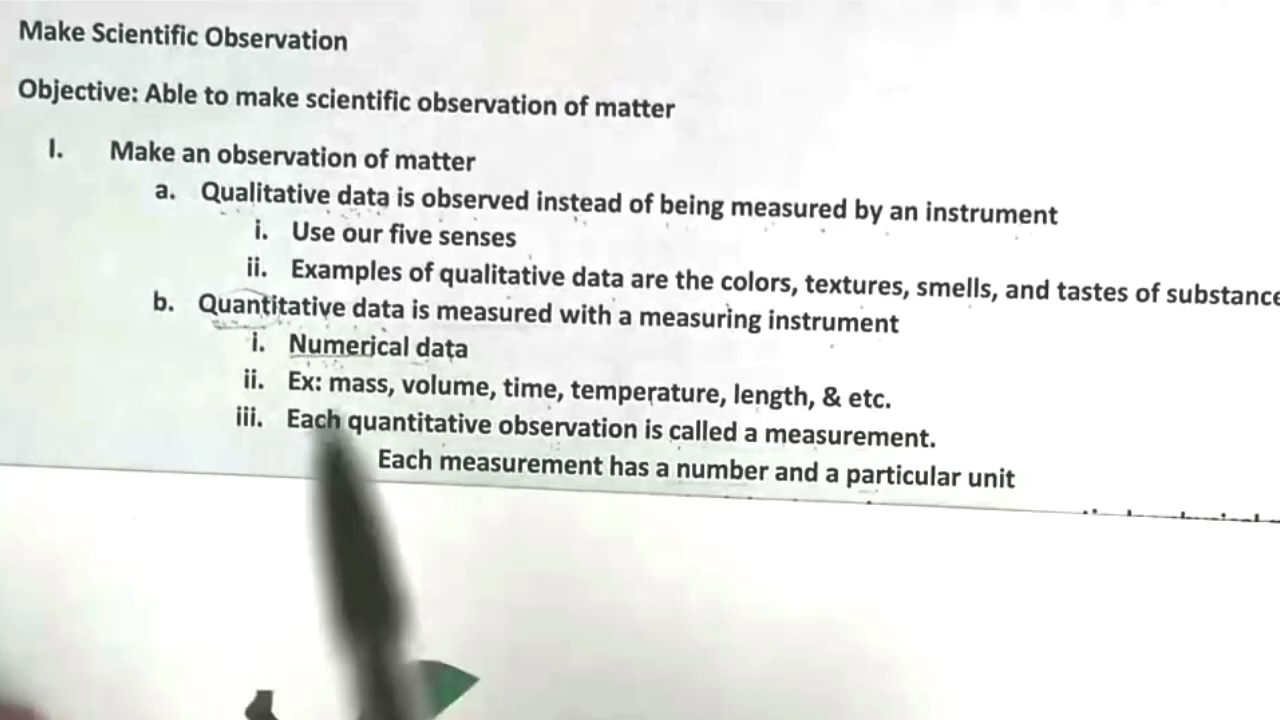 Make Scientific Observation
Objective: Able to make scientific observation of matter
I. Make an observation of matter
a. Qualitative data is observed instead of being measured by an instrument
i. Use our five senses
ii. Examples of qualitative data are the colors, textures, smells, and tastes of substance
b. Quantitative data is measured with a measuring instrument
i. Numerical data
ii. Ex: mass, volume, time, temperature, length, & etc.
iii. Each quantitative observation is called a measurement.
Each measurement has a number and a particular unit